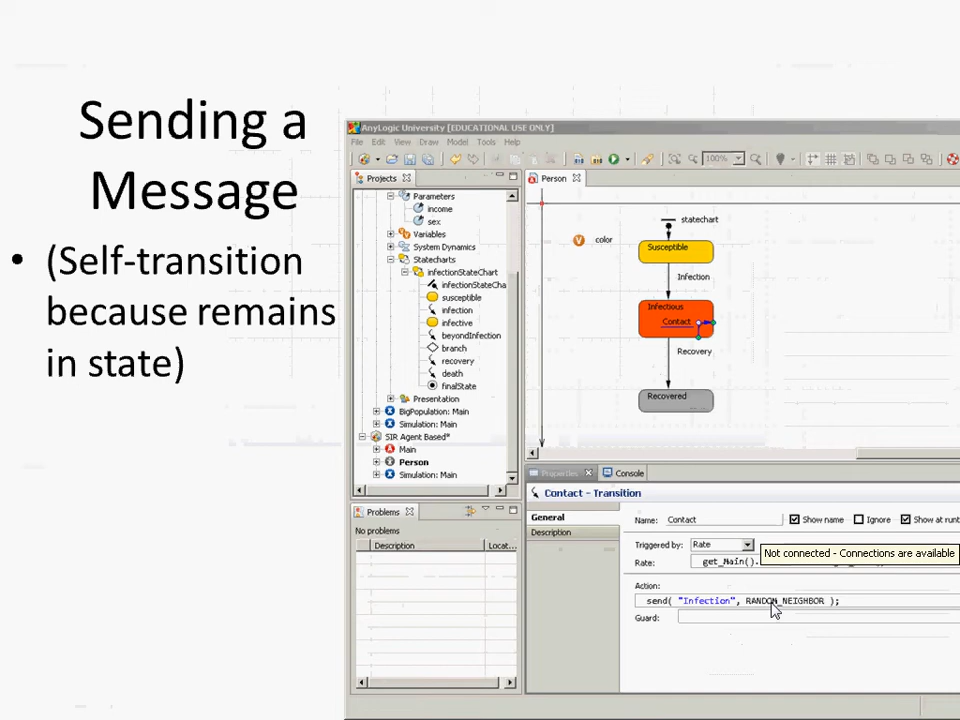 Sending a
Message
• (Self-transition
because remains
in state)
AnyLogic University [EDUCATIONAL USE ONLY]
File Edit View Draw Model Tools Help
100%
Projects
Parameters
income
sex
Variables
System Dynamics
Statecharts
infectionStateChart
infectionStateCha
susceptible
infection
infective
beyondInfection
branch
recovery
death
finalState
Presentation
BigPopulation: Main
Simulation: Main
SIR Agent Based*
Main
Person
Simulation: Main
Problems
No problems
Description Locat...
Person
statechart
color
Susceptible
Infection
Infectious
Contact
Recovery
Recovered
Properties Console
Contact - Transition
General
Description
Name: Contact Show name Ignore Show at runt
Triggered by: Rate
Not connected - Connections are available
Rate: get_Main().
Action:
send( "Infection", RANDOM_NEIGHBOR );
Guard: